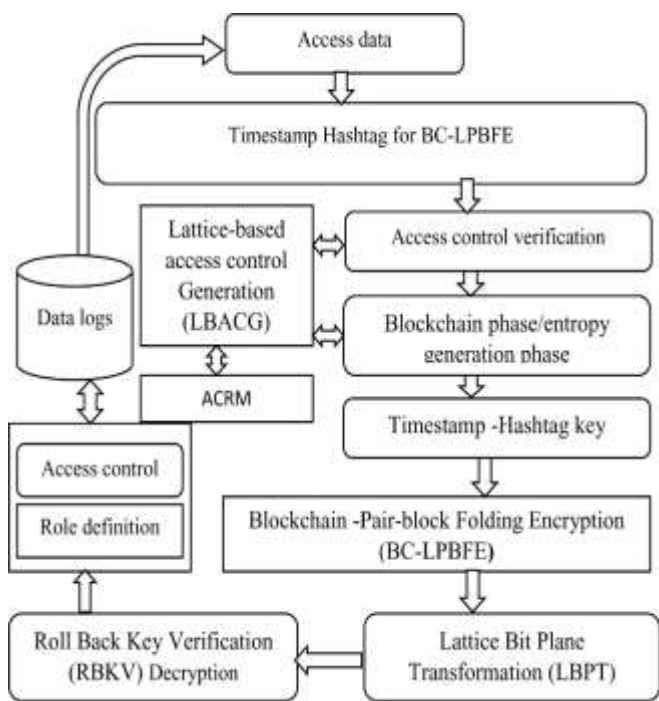 Access data
Timestamp Hashtag for BC-LPBFE
Lattice-based
access control
Generation
(LBACG)
Access control verification
Data logs
Blockchain phase/entropy
generation phase
ACRM
Timestamp -Hashtag key
Access control
Role definition
Blockchain -Pair-block Folding Encryption
(BC-LPBFE)
Roll Back Key Verification
(RBKV) Decryption
Lattice Bit Plane
Transformation (LBPT)